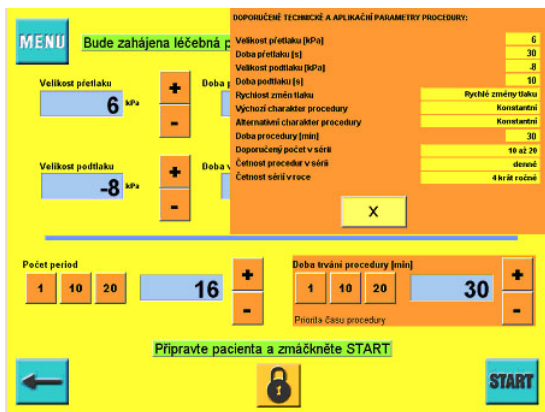 MENU
Bude zahájena léčebná p
DOPORUČENÉ TECHNICKÉ A APLIKAČNÍ PARAMETRY PROCEDURY:
Velikost přetlaku [kPa] 6
Doba přetlaku [s] 30
Velikost podtlaku [kPa] -8
Doba podtlaku [s] 10
Rychlost změn tlaku Rychlé změny tlaku
Výchozí charakter procedury Konstantní
Alternativní charakter procedury Konstantní
Doba procedury [min] 30
Doporučený počet v sérii 10 až 20
Četnost procedur v sérii denně
Četnost sérií v roce 4 krát ročně
X
Velikost přetlaku
6 kPa
+
-
Doba p
Velikost podtlaku
-8 kPa
+
-
Doba v
Počet period
1 10 20 16
+
-
Doba trvání procedury [min]
1 10 20 30
+
-
Priorita času procedury
Připravte pacienta a zmáčkněte START
START